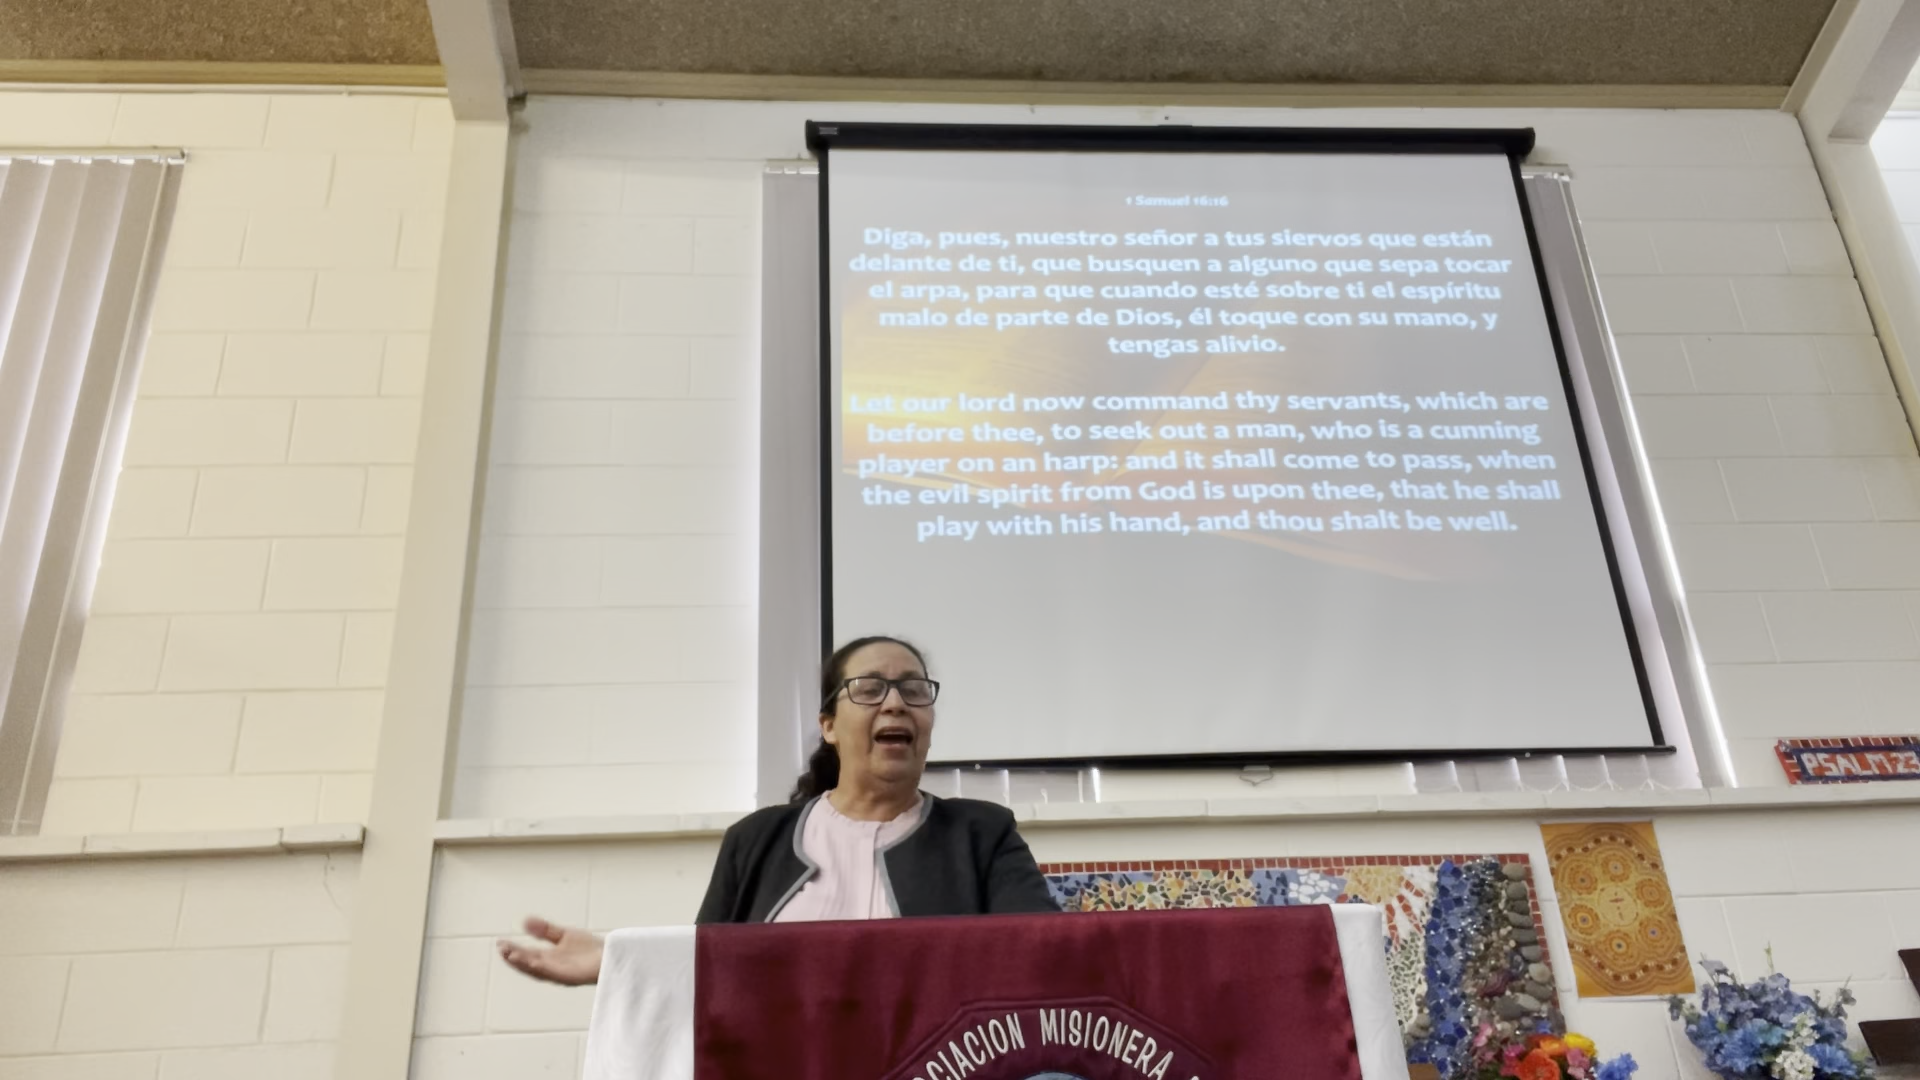 1 Samuel 16:16
Diga, pues, nuestro señor a tus siervos que están
delante de ti, que busquen a alguno que sepa tocar
el arpa, para que cuando esté sobre ti el espíritu
malo de parte de Dios, él toque con su mano, y
tengas alivio.
Let our lord now command thy servants, which are
before thee, to seek out a man, who is a cunning
player on an harp: and it shall come to pass, when
the evil spirit from God is upon thee, that he shall
play with his hand, and thou shalt be well.
PSALM 23
CIACION MISIONERA